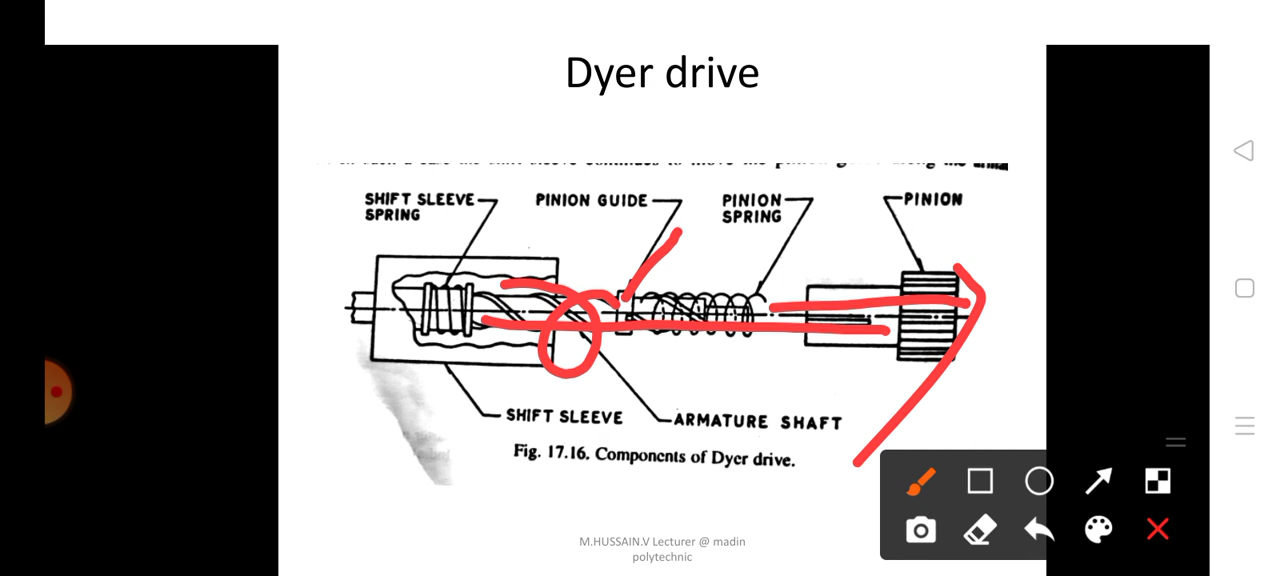 Dyer drive
SHIFT SLEEVE
SPRING
PINION GUIDE
PINION
SPRING
PINION
SHIFT SLEEVE
ARMATURE SHAFT
Fig. 17.16. Components of Dyer drive.
M.HUSSAIN.V Lecturer @ madin
polytechnic